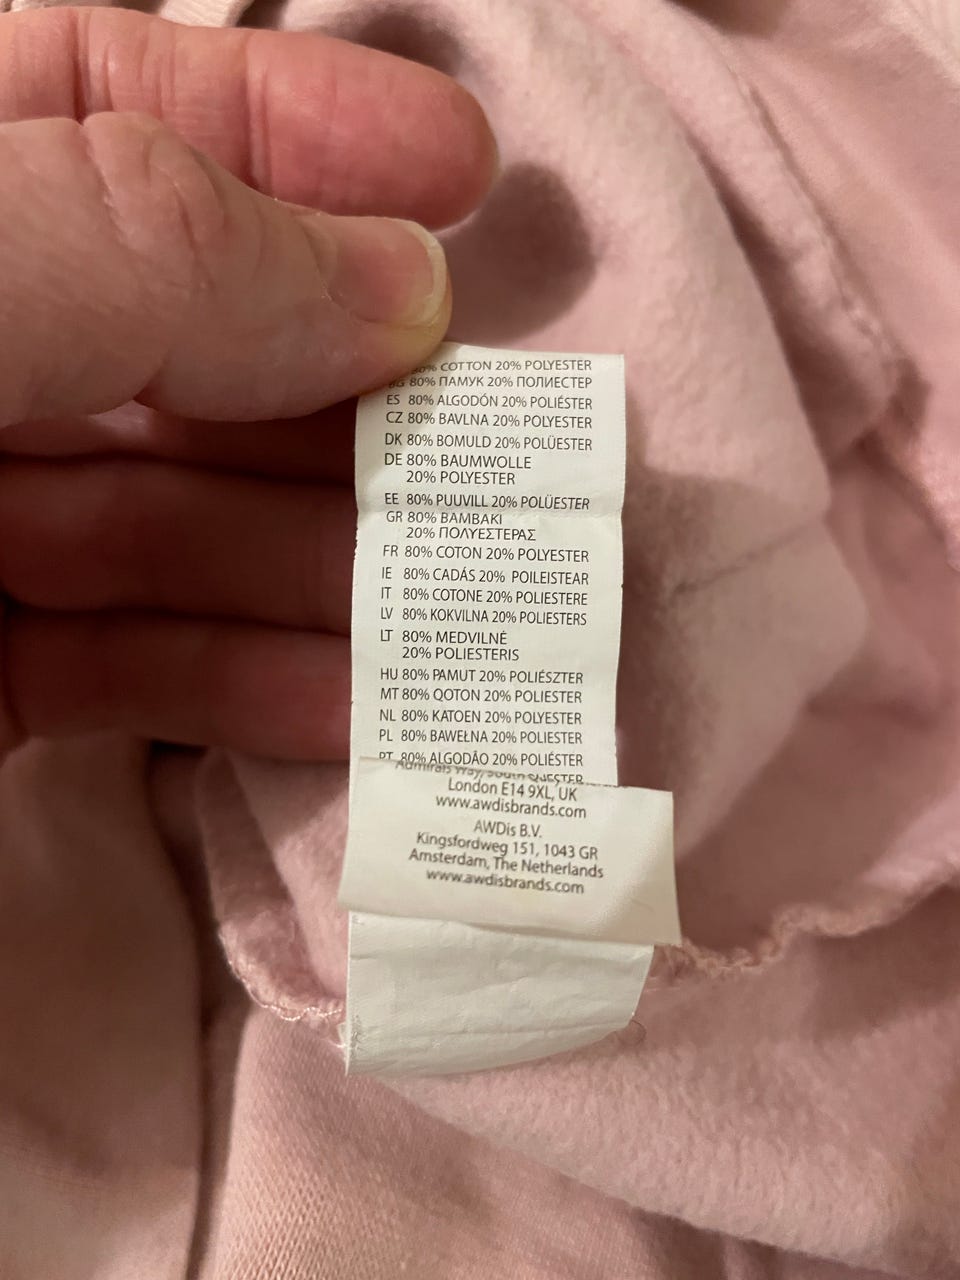 80% COTTON 20% POLYESTER
BG 80% ПАМУК 20% ПОЛИЕСТЕР
ES 80% ALGODÓN 20% POLIÉSTER
CZ 80% BAVLNA 20% POLYESTER
DK 80% BOMULD 20% POLÜESTER
DE 80% BAUMWOLLE
20% POLYESTER
EE 80% PUUVILL 20% POLÜESTER
GR 80% BAMBAKI
20% ΠΟΛΥΕΣΤΕΡΑΣ
FR 80% COTON 20% POLYESTER
IE 80% CADÁS 20% POILEISTEAR
IT 80% COTONE 20% POLIESTERE
LV 80% KOKVILNA 20% POLIESTERS
LT 80% MEDVILNĖ
20% POLIESTERIS
HU 80% PAMUT 20% POLIÉSZTER
MT 80% QOTON 20% POLIESTER
NL 80% KATOEN 20% POLYESTER
PL 80% BAWEŁNA 20% POLIESTER
PT 80% ALGODÃO 20% POLIÉSTER
Admirals Way, South
London E14 9XL, UK
www.awdisbrands.com
AWDis B.V.
Kingsfordweg 151, 1043 GR
Amsterdam, The Netherlands
www.awdisbrands.com